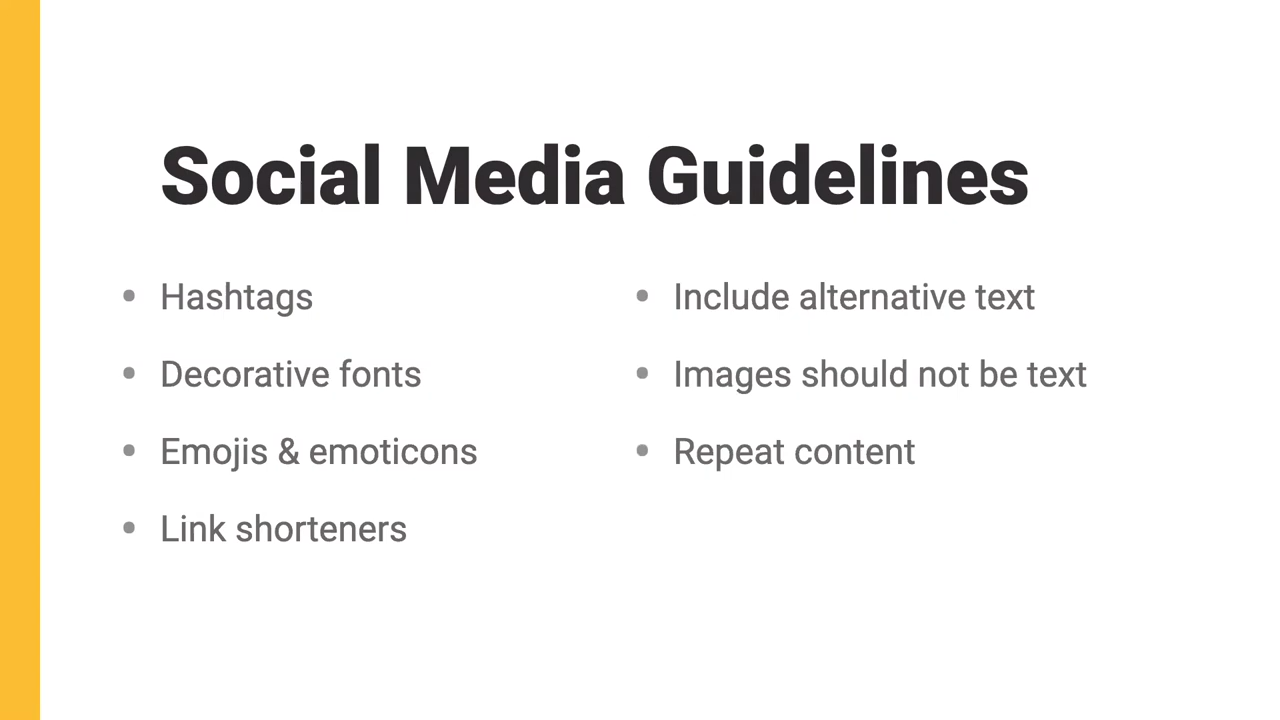 Social Media Guidelines
Hashtags
Decorative fonts
Emojis & emoticons
Link shorteners
Include alternative text
Images should not be text
Repeat content